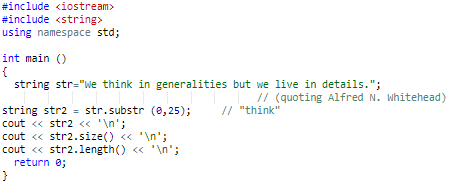 #include <iostream>
#include <string>
using namespace std;
int main ()
{
string str="We think in generalities but we live in details.";
// (quoting Alfred N. Whitehead)
string str2 = str.substr (0,25); // "think"
cout << str2 << '\n';
cout << str2.size() << '\n';
cout << str2.length() << '\n';
return 0;
}